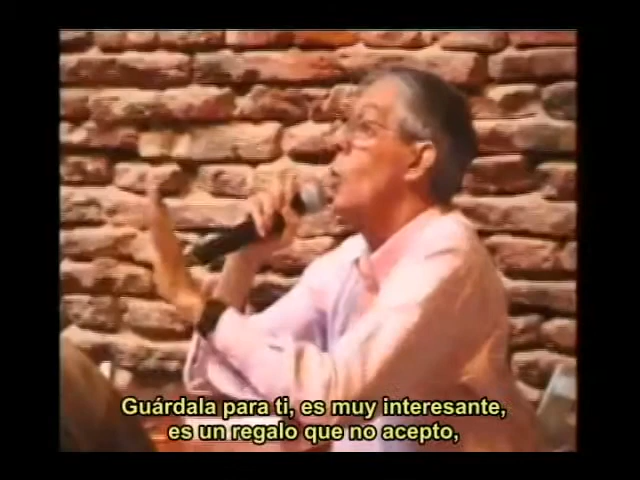 Guárdala para ti, es muy interesante,
es un regalo que no acepto,